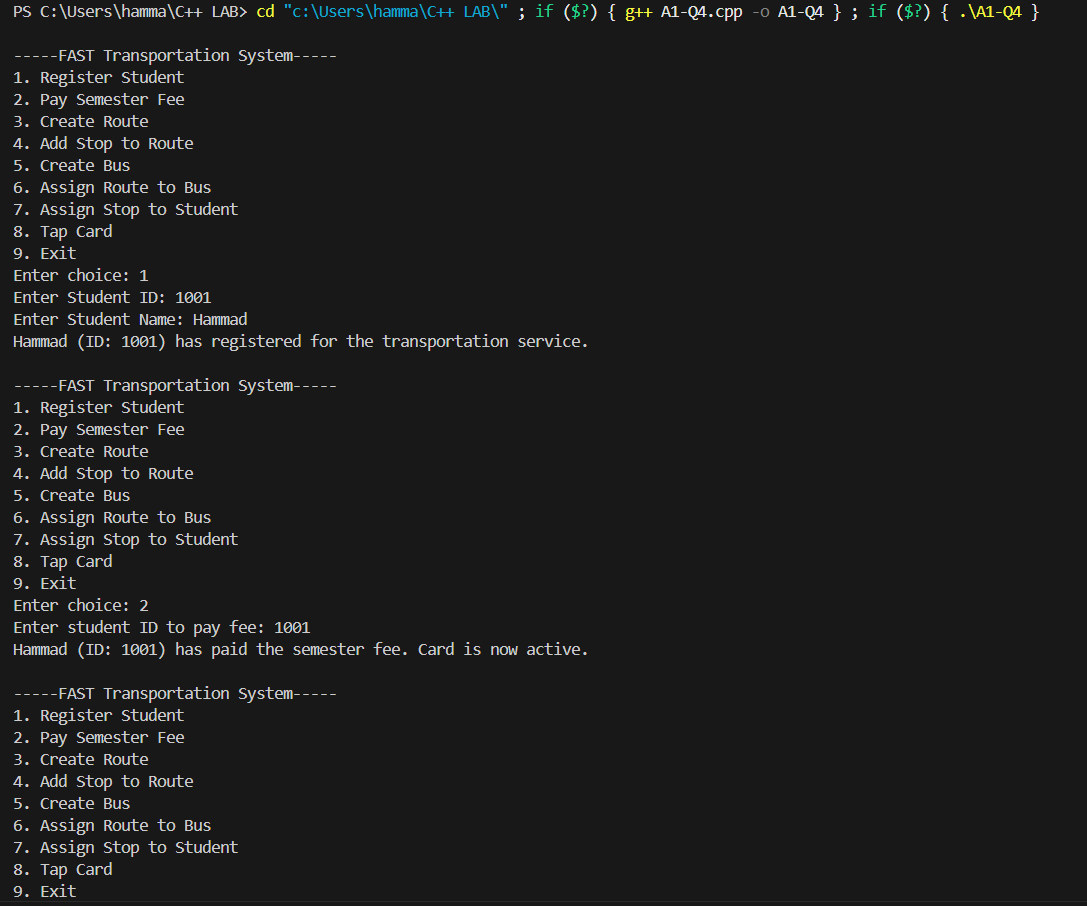 PS C:\Users\hamma\C++ LAB> cd "c:\Users\hamma\C++ LAB\" ; if ($?) { g++ A1-Q4.cpp -o A1-Q4 } ; if ($?) { .\A1-Q4 }
-----FAST Transportation System-----
1. Register Student
2. Pay Semester Fee
3. Create Route
4. Add Stop to Route
5. Create Bus
6. Assign Route to Bus
7. Assign Stop to Student
8. Tap Card
9. Exit
Enter choice: 1
Enter Student ID: 1001
Enter Student Name: Hammad
Hammad (ID: 1001) has registered for the transportation service.
-----FAST Transportation System-----
1. Register Student
2. Pay Semester Fee
3. Create Route
4. Add Stop to Route
5. Create Bus
6. Assign Route to Bus
7. Assign Stop to Student
8. Tap Card
9. Exit
Enter choice: 2
Enter student ID to pay fee: 1001
Hammad (ID: 1001) has paid the semester fee. Card is now active.
-----FAST Transportation System-----
1. Register Student
2. Pay Semester Fee
3. Create Route
4. Add Stop to Route
5. Create Bus
6. Assign Route to Bus
7. Assign Stop to Student
8. Tap Card
9. Exit